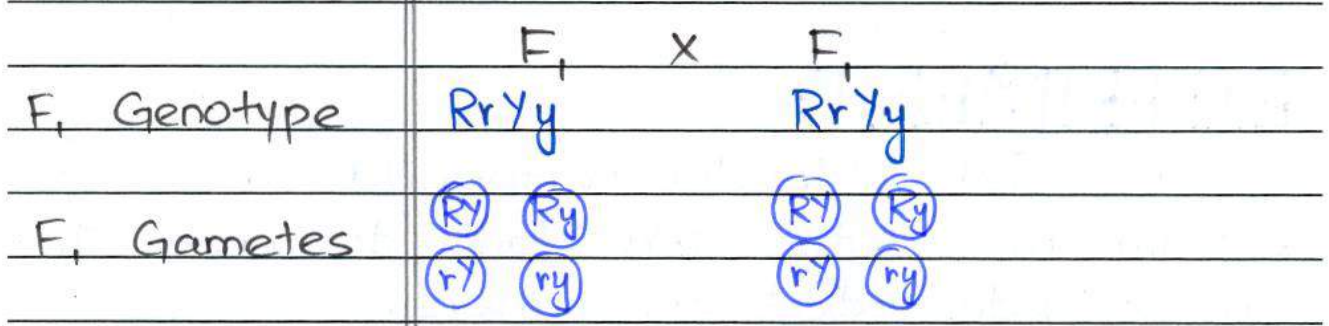 F₁ X F₁
F₁ Genotype RrYy RrYy
RY Ry RY Ry
F₁ Gametes
rY ry rY ry